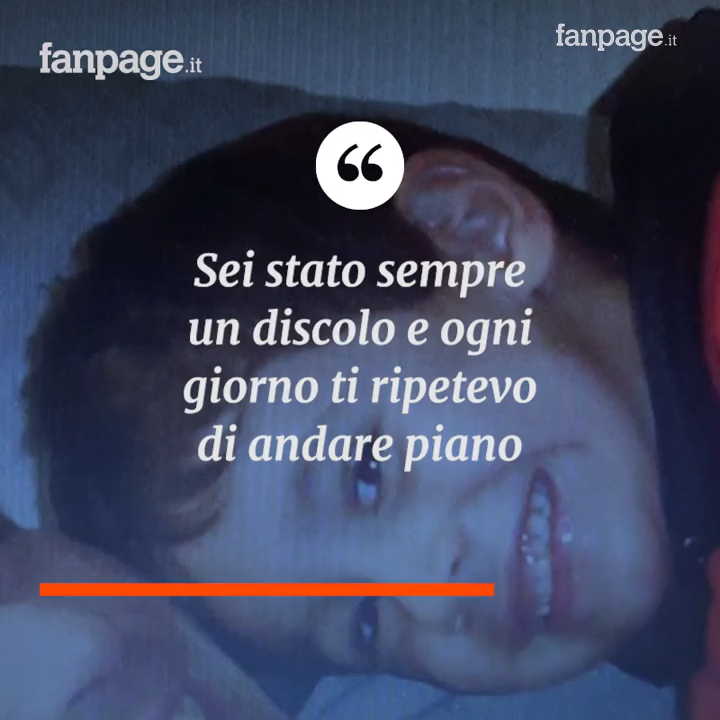 fanpage.it
fanpage.it
“
Sei stato sempre
un discolo e ogni
giorno ti ripetevo
di andare piano